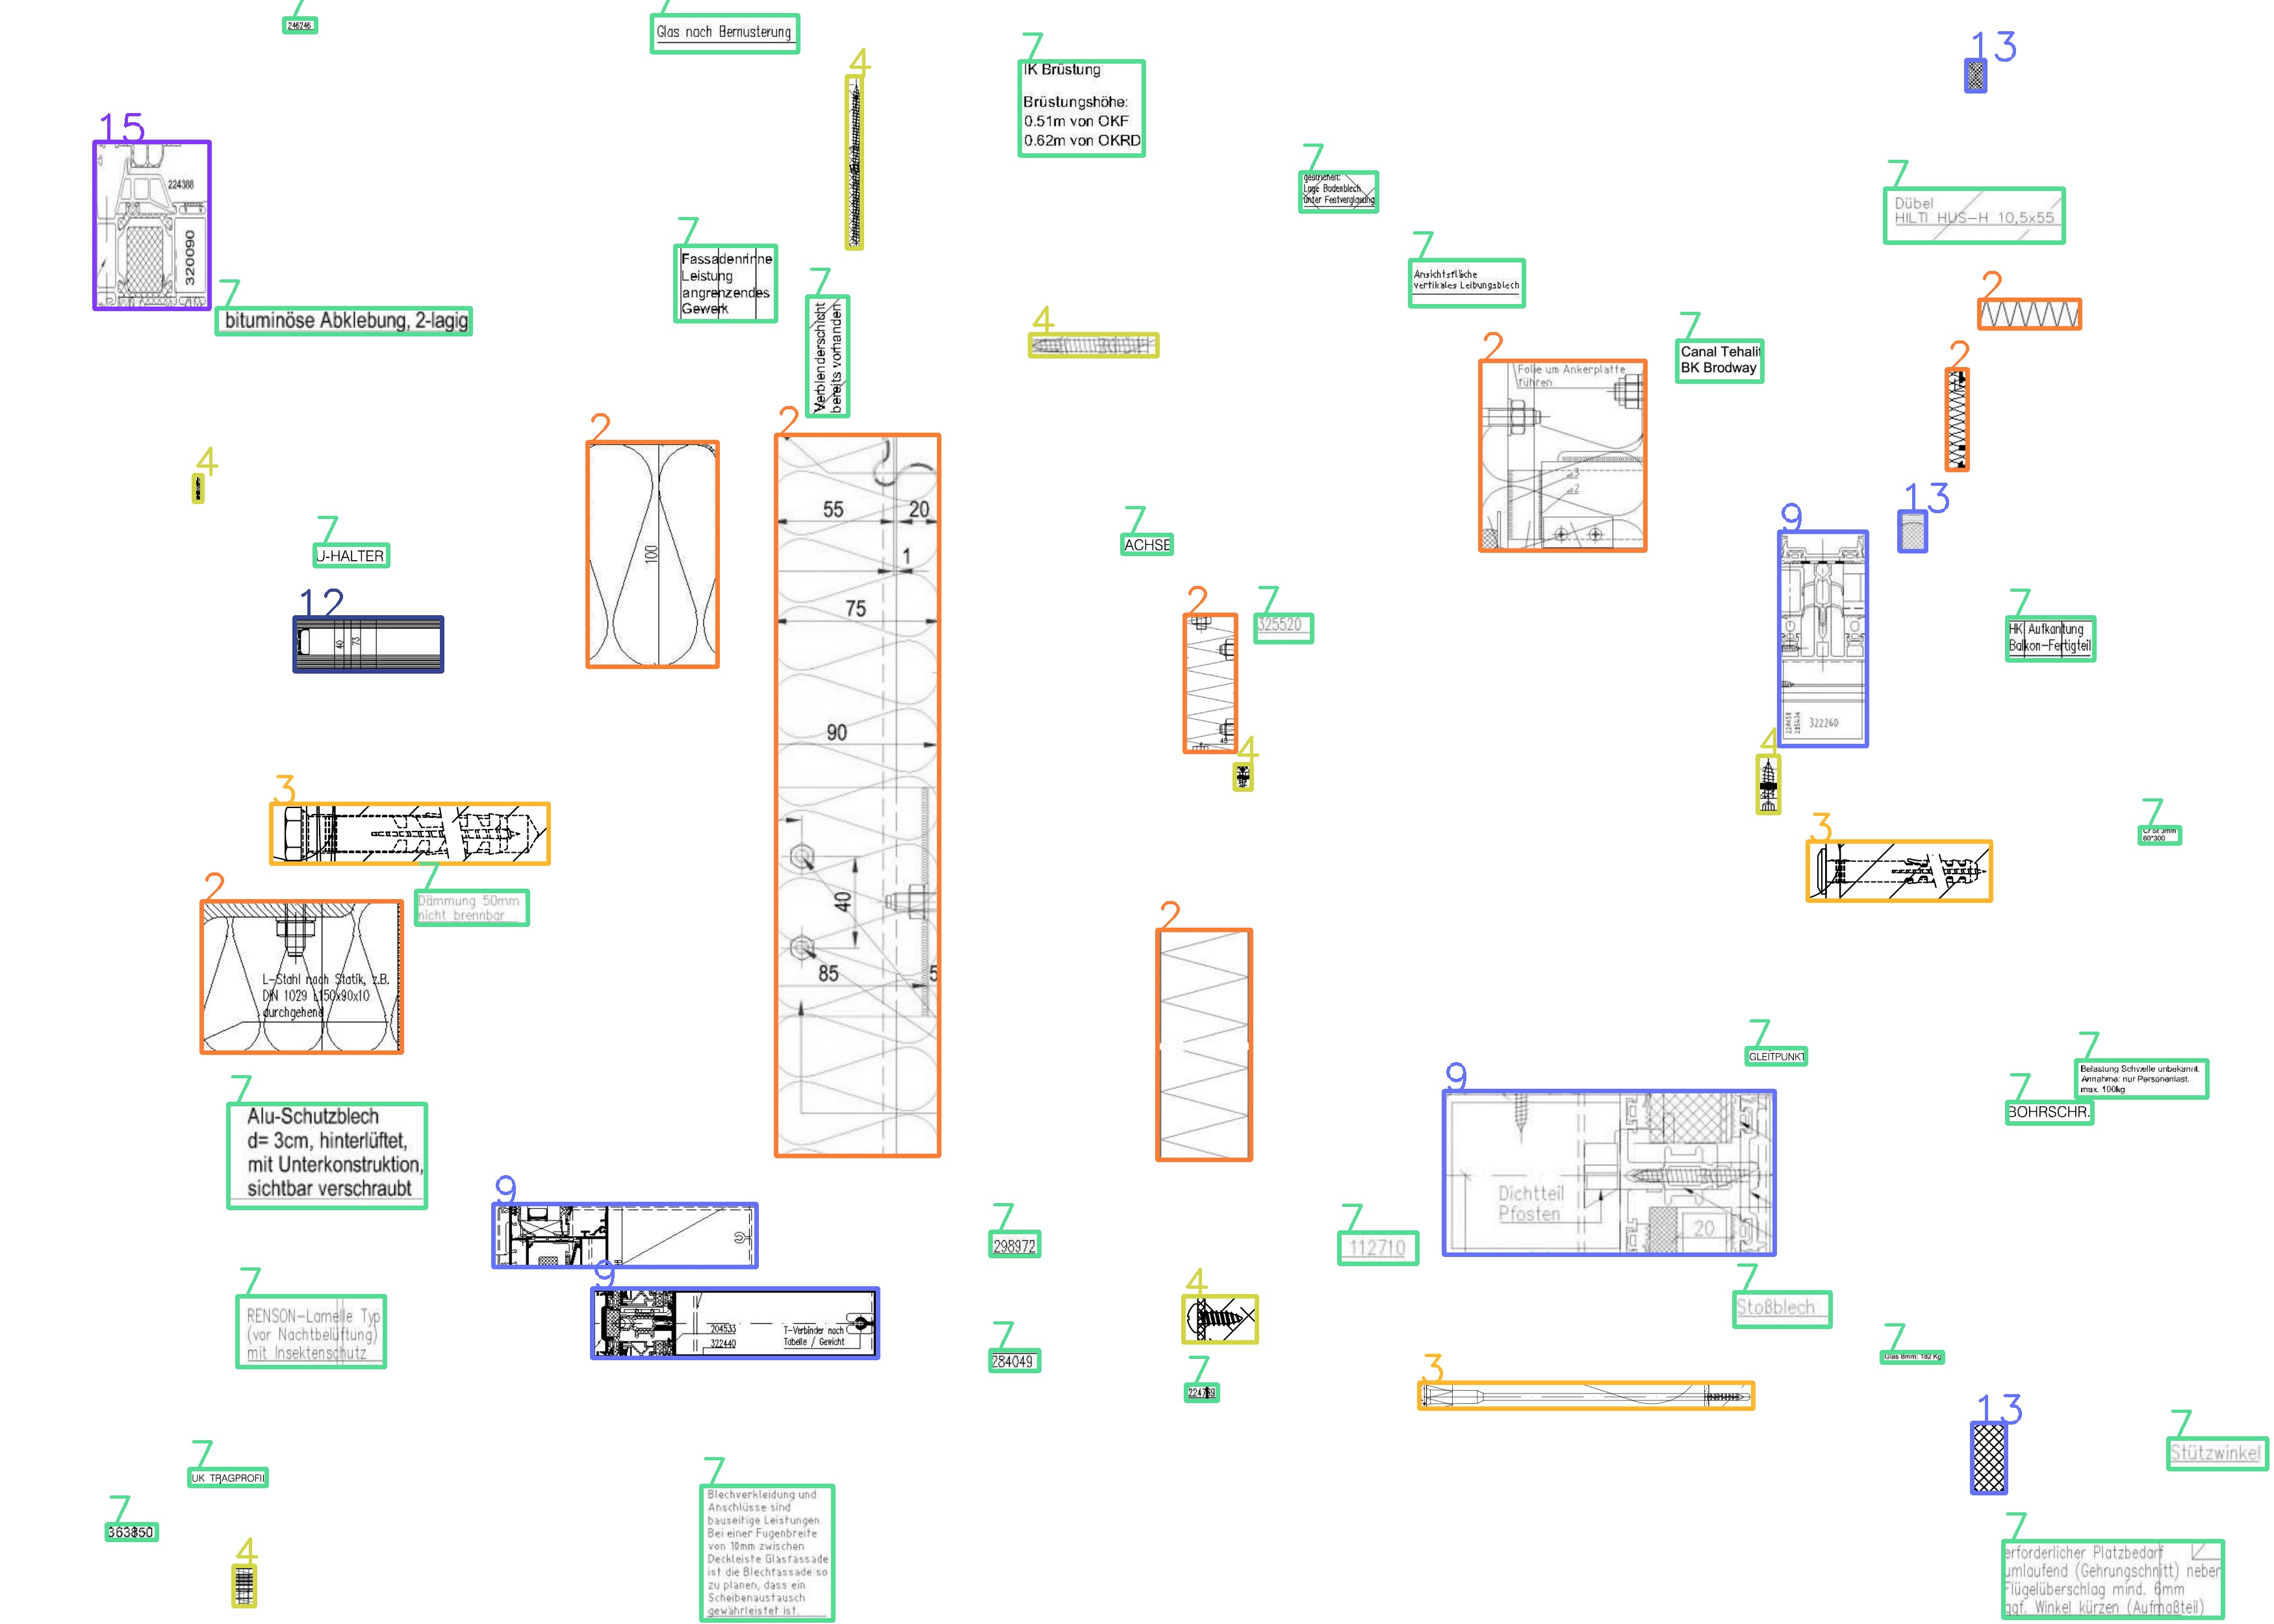 7
246246
7
Glas nach Bemusterung
4
7
IK Brüstung
Brüstungshöhe:
0.51m von OKF
0.62m von OKRD
13
15
224388
320090
7
gestrichelt:
Lage Bodenblech
unter Festverglasung
7
Dübel
HILTI HUS-H 10,5x55
7
Fassadenrinne
Leistung
angrenzendes
Gewerk
7
Ansichtsfläche
vertikales Leibungsblech
7
bituminöse Abklebung, 2-lagig
7
Verblenderschicht
bereits vorhanden
4
2
7
Canal Tehalit
BK Brodway
2
2
Folie um Ankerplatte
führen
2
2
100
2
55
20
1
75
90
40
85
5
4
7
U-HALTER
7
ACHSE
13
9
322260
12
40
73
2
7
325520
7
HK Aufkantung
Balkon-Fertigteil
4
4
3
3
7
Cr St 3mm
60*300
7
Dämmung 50mm
nicht brennbar
2
L-Stahl nach Statik, z.B.
DIN 1029 L150x90x10
durchgehend
2
7
GLEITPUNKT
7
Belastung Schwelle unbekannt.
Annahme: nur Personenlast.
max. 100kg
7
BOHRSCHR.
7
Alu-Schutzblech
d= 3cm, hinterlüftet,
mit Unterkonstruktion,
sichtbar verschraubt
9
Dichtteil
Pfosten
20
9
7
298972
7
112710
9
204533
322440
T-Verbinder nach
Tabelle / Gewicht
7
RENSON-Lamelle Typ
(vor Nachtbelüftung)
mit Insektenschutz
4
7
Stoßblech
7
284049
7
Glas 8mm: 182 Kg
7
224769
3
13
7
Stützwinkel
7
UK TRAGPROFIL
7
363850
4
7
Blechverkleidung und
Anschlüsse sind
bauseitige Leistungen.
Bei einer Fugenbreite
von 10mm zwischen
Deckleiste Glasfassade
ist die Blechfassade so
zu planen, dass ein
Scheibenaustausch
gewährleistet ist.
7
erforderlicher Platzbedarf
umlaufend (Gehrungschnitt) neben
Flügelüberschlag mind. 6mm
ggf. Winkel kürzen (Aufmaßteil)